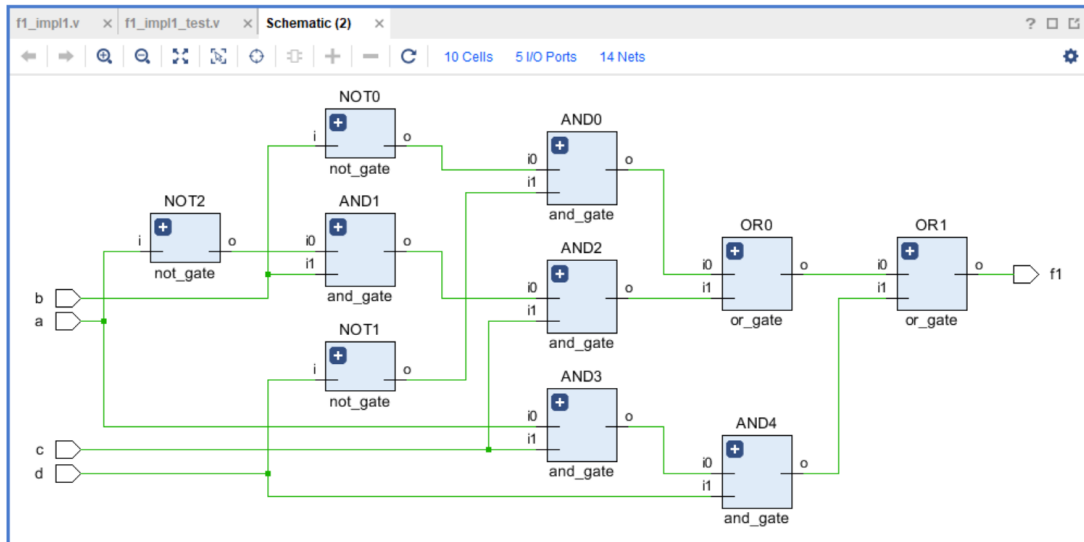 f1_impl1.v × f1_impl1_test.v × Schematic (2) × ?
10 Cells 5 I/O Ports 14 Nets
NOT0
i o
not_gate
AND0
i0 o
i1
and_gate
NOT2
i o
not_gate
AND1
i0 o
i1
and_gate
AND2
i0 o
i1
and_gate
OR0
i0 o
i1
or_gate
OR1
i0 o
i1
or_gate
f1
b
a
NOT1
i o
not_gate
AND3
i0 o
i1
and_gate
AND4
i0 o
i1
and_gate
c
d